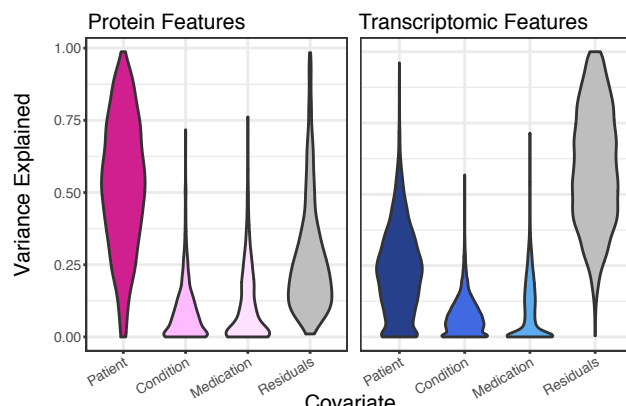 Protein Features
Transcriptomic Features
Variance Explained
1.00
0.75
0.50
0.25
0.00
Patient
Condition
Medication
Residuals
Patient
Condition
Medication
Residuals
Covariate